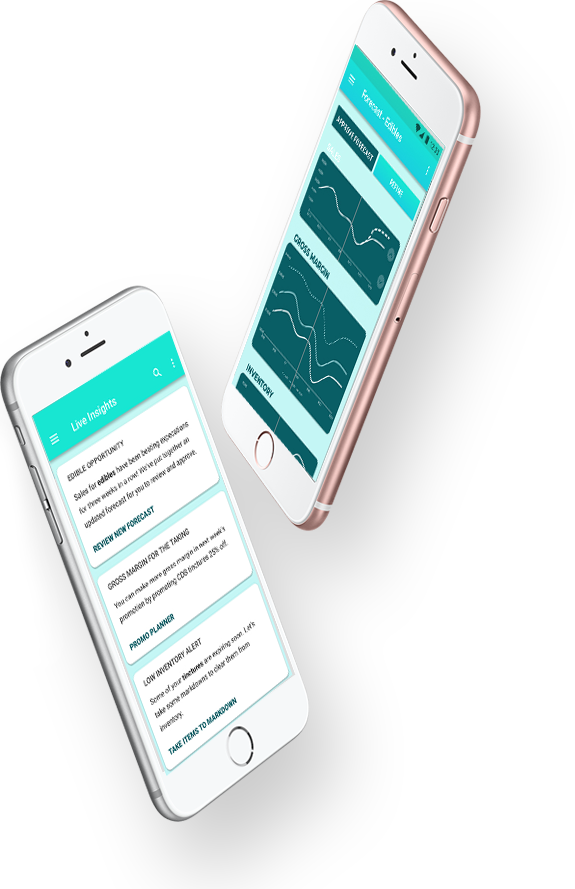 Live Insights
EDIBLE OPPORTUNITY
Sales for edibles have been beating expectations
for three weeks in a row! We've put together an
updated forecast for you to review and approve.
REVIEW NEW FORECAST
GROSS MARGIN FOR THE TAKING
You can make more gross margin in next week's
promotion by promoting CDB tinctures 25% off.
PROMO PLANNER
LOW INVENTORY ALERT
Some of your tinctures are expiring soon. Let's
take some markdowns to clear them from
inventory.
TAKE ITEMS TO MARKDOWN
Forecast - Edibles
APPROVE FORECAST
GROSS MARGIN
INVENTORY